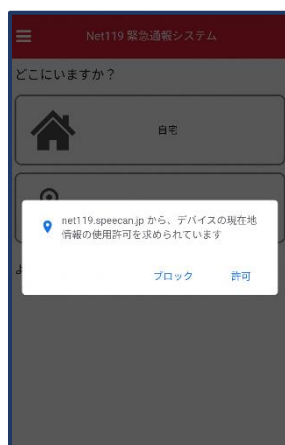 Net119 緊急通報システム
どこにいますか？
自宅
net119.speecan.jp から、デバイスの現在地
情報の使用許可を求められています
ブロック 許可
よ